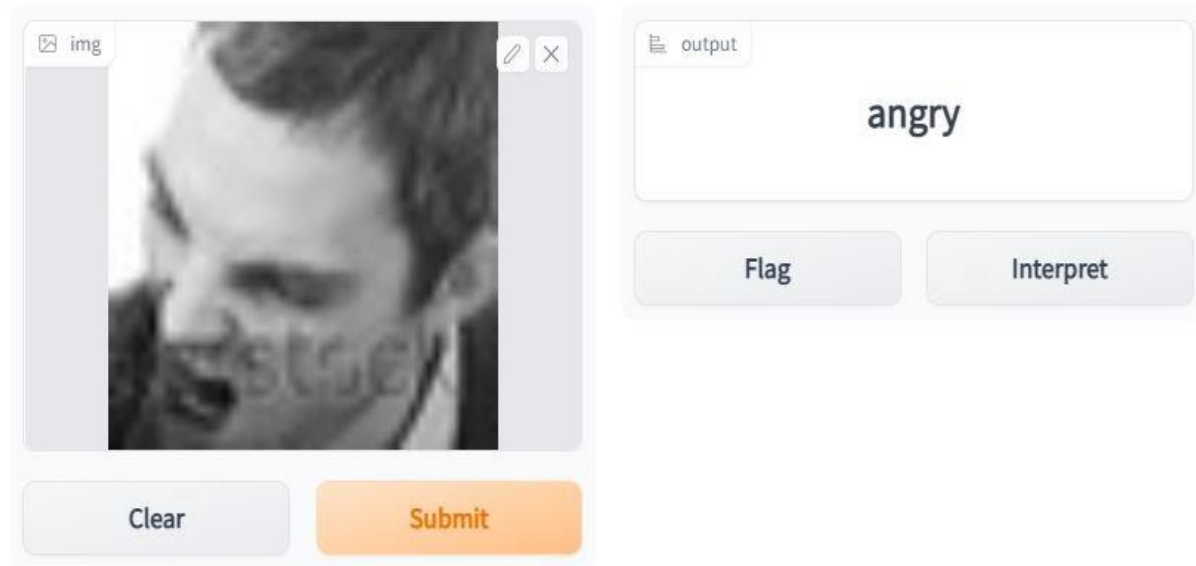 img
output
angry
Flag
Interpret
Clear
Submit